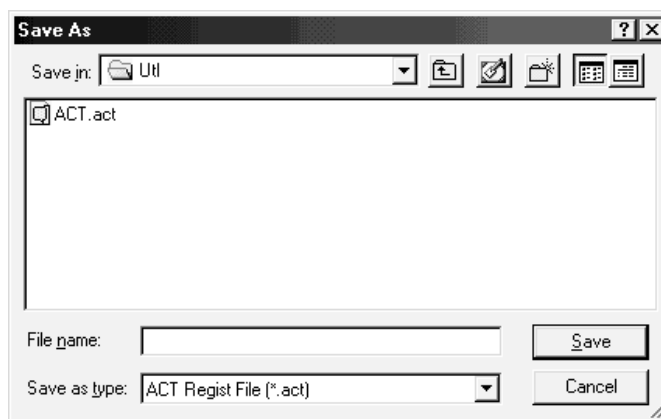 Save As
Save in: Utl
ACT.act
File name:
Save
Save as type: ACT Regist File (*.act)
Cancel